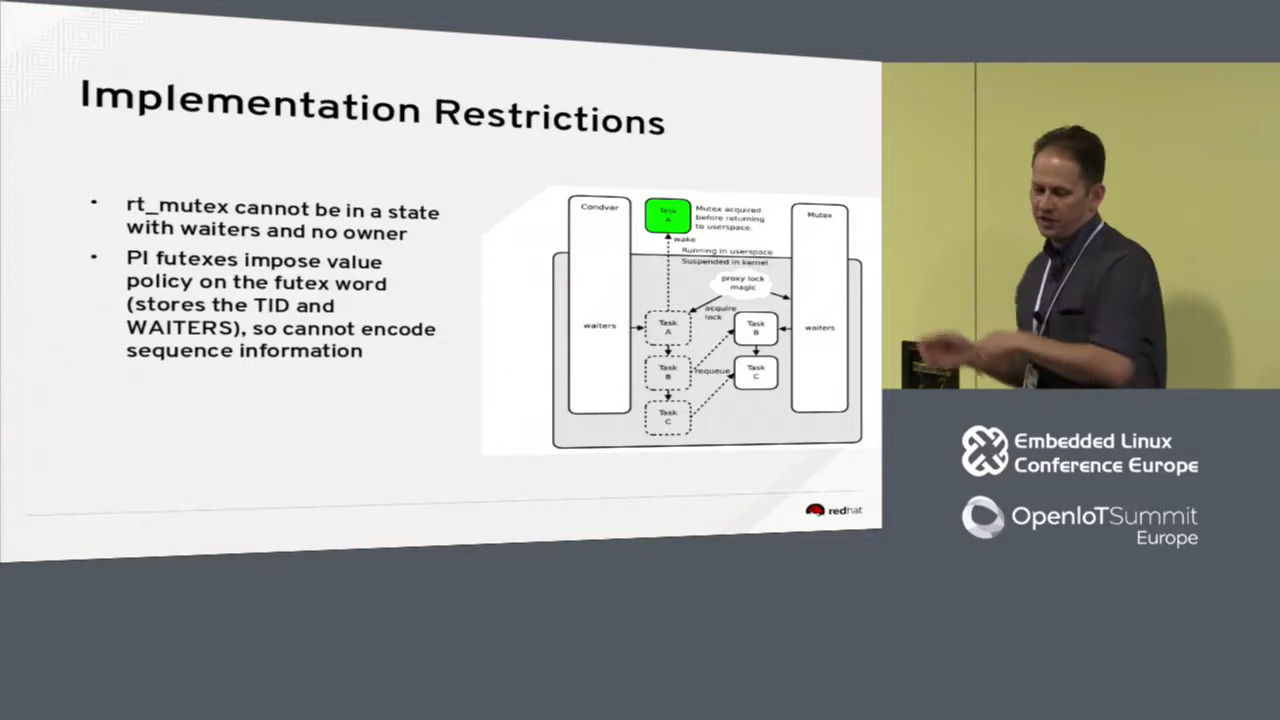 Implementation Restrictions
• rt_mutex cannot be in a state
with waiters and no owner
• PI futexes impose value
policy on the futex word
(stores the TID and
WAITERS), so cannot encode
sequence information
Condvar
Task
A
Mutex acquired
before returning
to userspace.
Mutex
wake
Running in userspace
Suspended in kernel
proxy lock
magic
acquire
lock
waiters
Task
A
Task
B
waiters
Task
B
requeue
Task
C
Task
C
redhat
Embedded Linux
Conference Europe
OpenIoTSummit
Europe